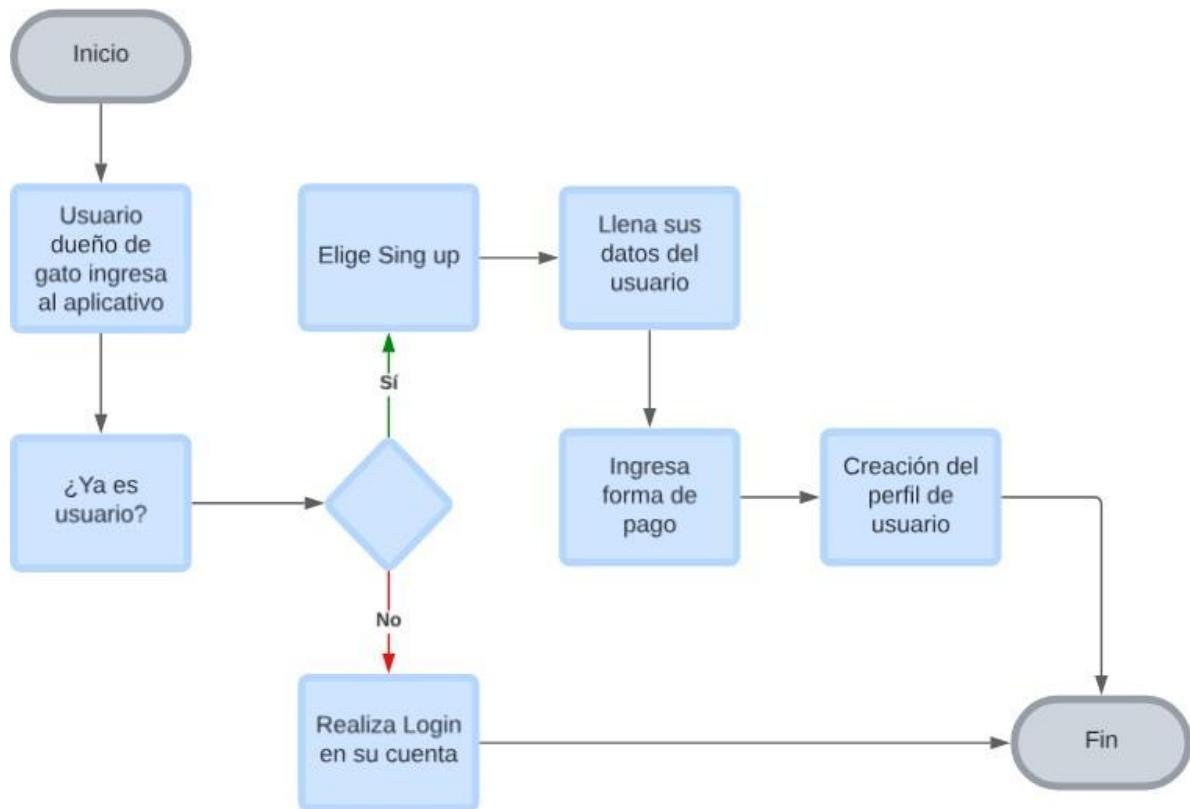 Inicio
Usuario
dueño de
gato ingresa
al aplicativo
¿Ya es
usuario?
Sí
Elige Sing up
Llena sus
datos del
usuario
Ingresa
forma de
pago
Creación del
perfil de
usuario
No
Realiza Login
en su cuenta
Fin